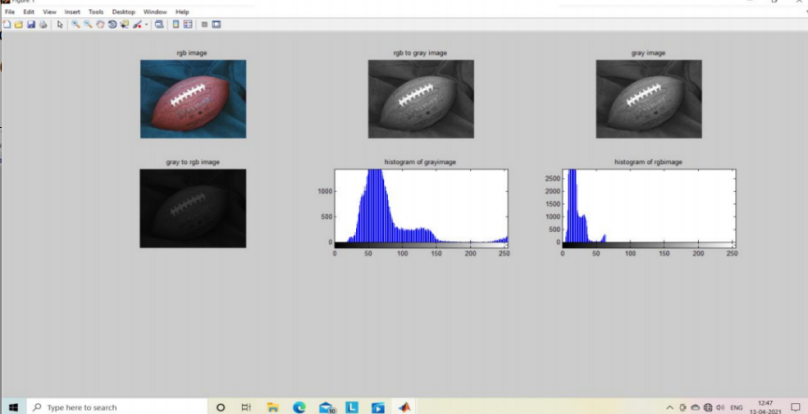 Figure 1
File Edit View Insert Tools Desktop Window Help
rgb image
rgb to gray image
gray image
gray to rgb image
histogram of grayimage
histogram of rgbimage
1000
500
0
0 50 100 150 200 250
2500
2000
1500
1000
500
0
0 50 100 150 200 250
Type here to search
ENG
12:47
13-04-2021